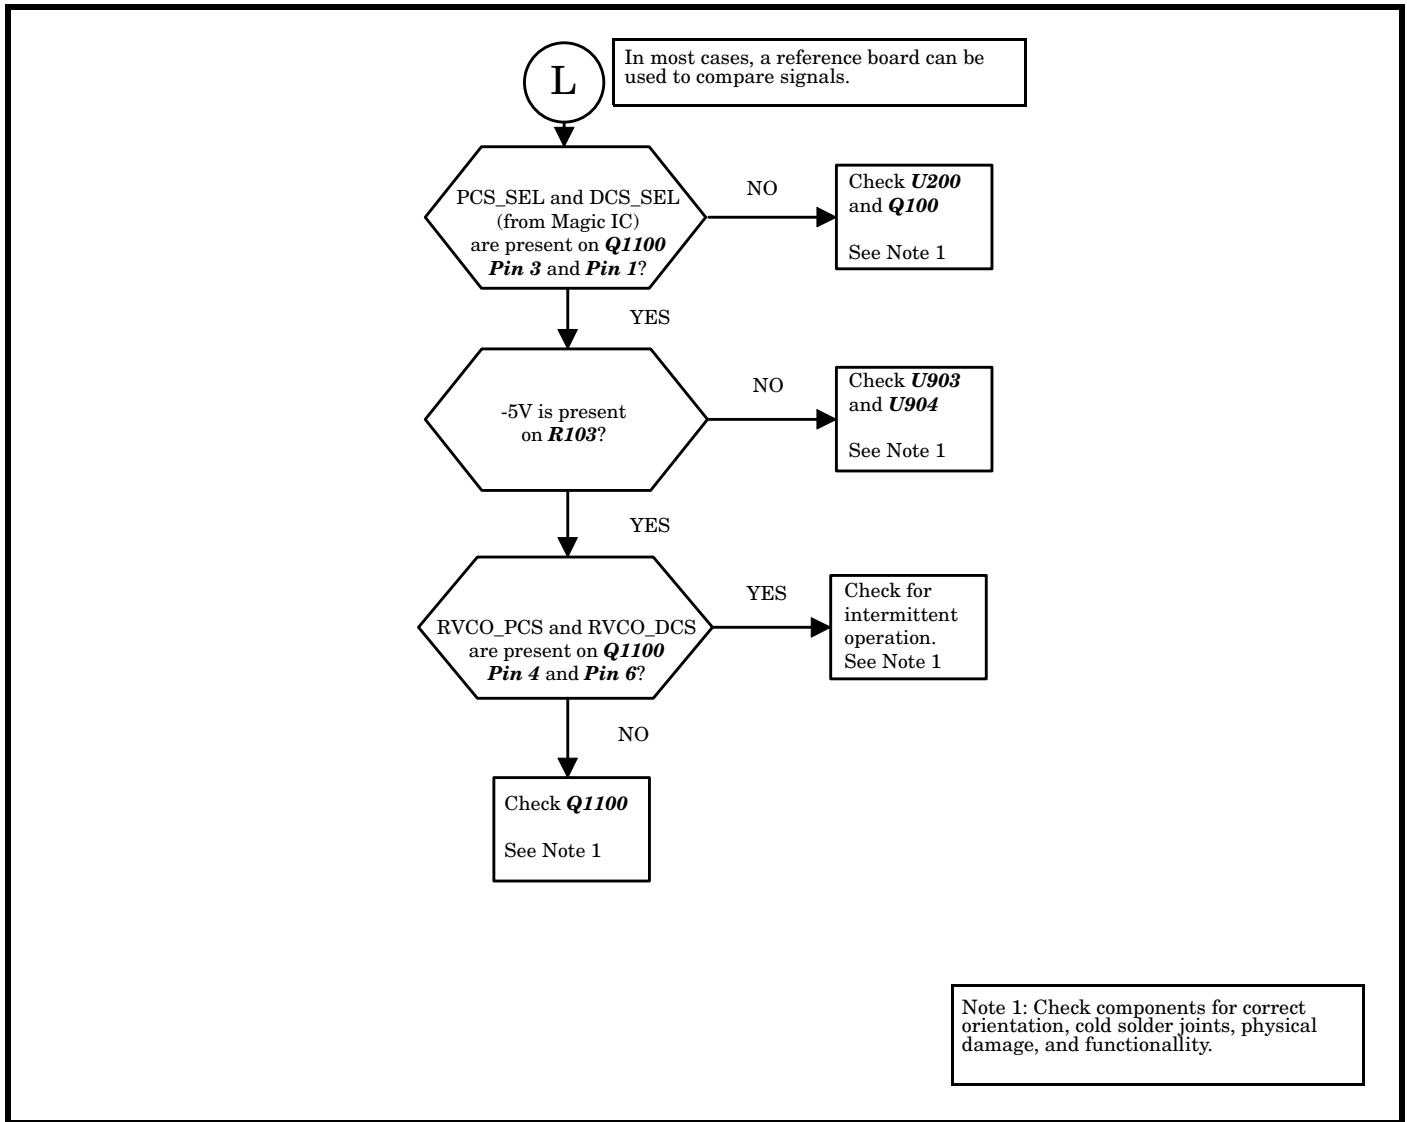 L
In most cases, a reference board can be
used to compare signals.
PCS_SEL and DCS_SEL
(from Magic IC)
are present on Q1100
Pin 3 and Pin 1?
NO
Check U200
and Q100
See Note 1
YES
-5V is present
on R103?
NO
Check U903
and U904
See Note 1
YES
RVCO_PCS and RVCO_DCS
are present on Q1100
Pin 4 and Pin 6?
YES
Check for
intermittent
operation.
See Note 1
NO
Check Q1100
See Note 1
Note 1: Check components for correct
orientation, cold solder joints, physical
damage, and functionallity.